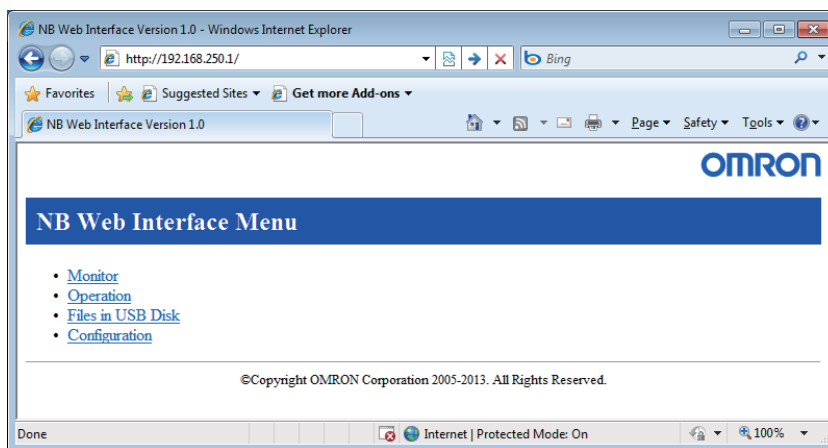 NB Web Interface Version 1.0 - Windows Internet Explorer
http://192.168.250.1/
Bing
Favorites Suggested Sites Get more Add-ons
NB Web Interface Version 1.0 Page Safety Tools
OMRON
NB Web Interface Menu
• Monitor
• Operation
• Files in USB Disk
• Configuration
©Copyright OMRON Corporation 2005-2013. All Rights Reserved.
Done Internet | Protected Mode: On 100%